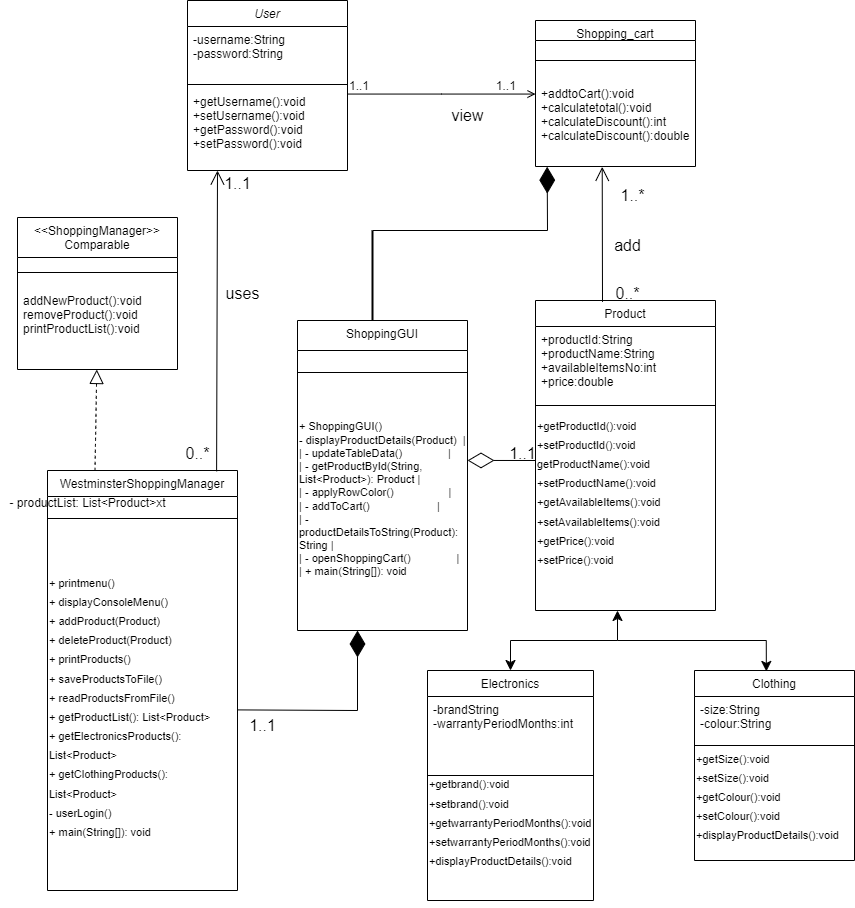 User
-username:String
-password:String
+getUsername():void
+setUsername():void
+getPassword():void
+setPassword():void
Shopping_cart
+addtoCart():void
+calculatetotal():void
+calculateDiscount():int
+calculateDiscount():double
1..1
1..1
view
1..1
1..*
add
0..*
uses
0..*
<<ShoppingManager>>
Comparable
addNewProduct():void
removeProduct():void
printProductList():void
ShoppingGUI
+ ShoppingGUI()
- displayProductDetails(Product) |
| - updateTableData() |
| - getProductById(String,
List<Product>): Product |
| - applyRowColor() |
| - addToCart() |
| -
productDetailsToString(Product):
String |
| - openShoppingCart() |
| + main(String[]): void
1..1
Product
+productId:String
+productName:String
+availableItemsNo:int
+price:double
+getProductId():void
+setProductId():void
getProductName():void
+setProductName():void
+getAvailableItems():void
+setAvailableItems():void
+getPrice():void
+setPrice():void
WestminsterShoppingManager
- productList: List<Product>xt
+ printmenu()
+ displayConsoleMenu()
+ addProduct(Product)
+ deleteProduct(Product)
+ printProducts()
+ saveProductsToFile()
+ readProductsFromFile()
+ getProductList(): List<Product>
+ getElectronicsProducts():
List<Product>
+ getClothingProducts():
List<Product>
- userLogin()
+ main(String[]): void
1..1
Electronics
-brandString
-warrantyPeriodMonths:int
+getbrand():void
+setbrand():void
+getwarrantyPeriodMonths():void
+setwarrantyPeriodMonths():void
+displayProductDetails():void
Clothing
-size:String
-colour:String
+getSize():void
+setSize():void
+getColour():void
+setColour():void
+displayProductDetails():void